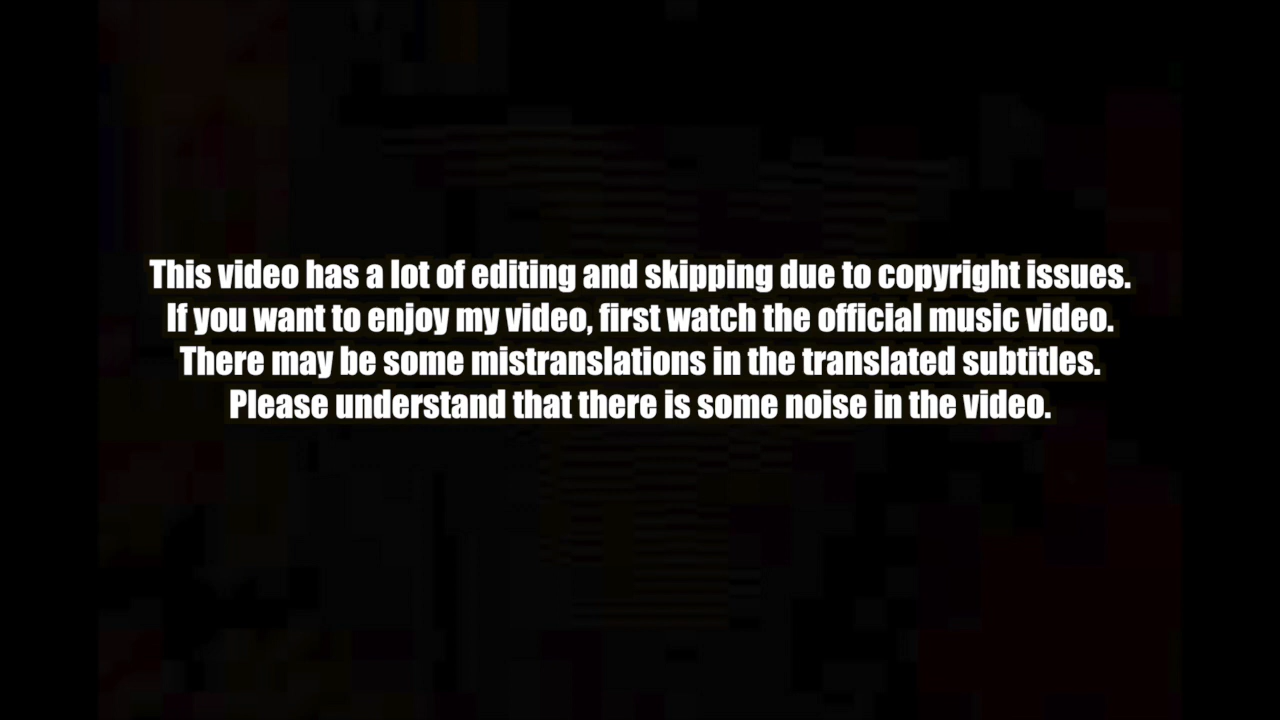 This video has a lot of editing and skipping due to copyright issues.
If you want to enjoy my video, first watch the official music video.
There may be some mistranslations in the translated subtitles.
Please understand that there is some noise in the video.